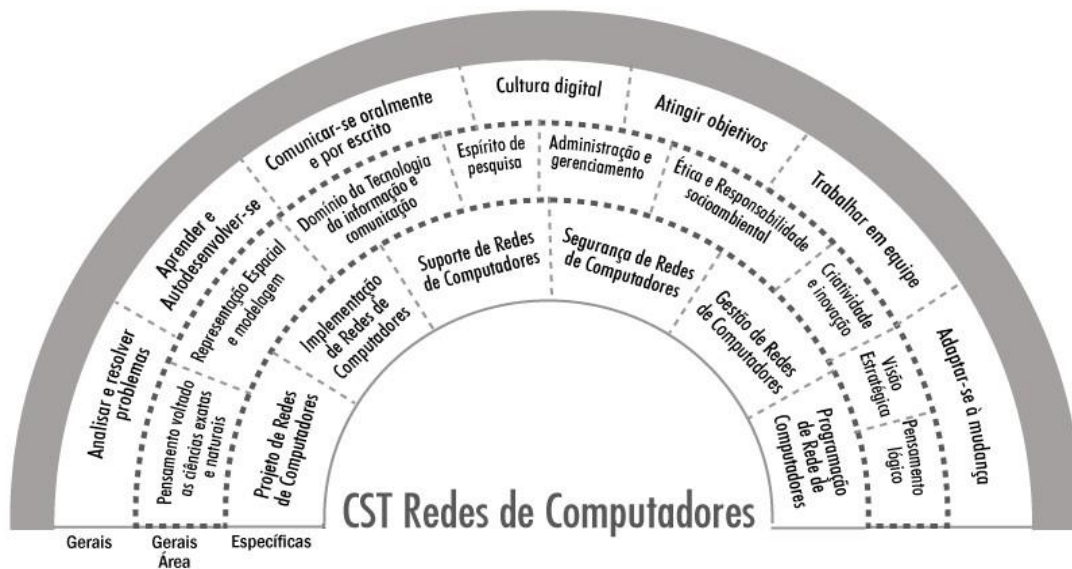 Analisar e resolver
problemas
Aprender e
Autodesenvolver-se
Comunicar-se oralmente
e por escrito
Cultura digital
Atingir objetivos
Trabalhar em equipe
Adaptar-se à mudança
Pensamento voltado
as ciências exatas
e naturais
Representação Espacial
e modelagem
Domínio da Tecnologia
da informação e
comunicação
Espírito de
pesquisa
Administração e
gerenciamento
Ética e Responsabilidade
socioambiental
Criatividade
e inovação
Visão
Estratégica
Pensamento
lógico
Projeto de Redes
de Computadores
Implementação
de Redes de
Computadores
Suporte de Redes
de Computadores
Segurança de Redes
de Computadores
Gestão de Redes
de Computadores
Programação
de Rede de
Computadores
CST Redes de Computadores
Gerais
Gerais
Área
Específicas